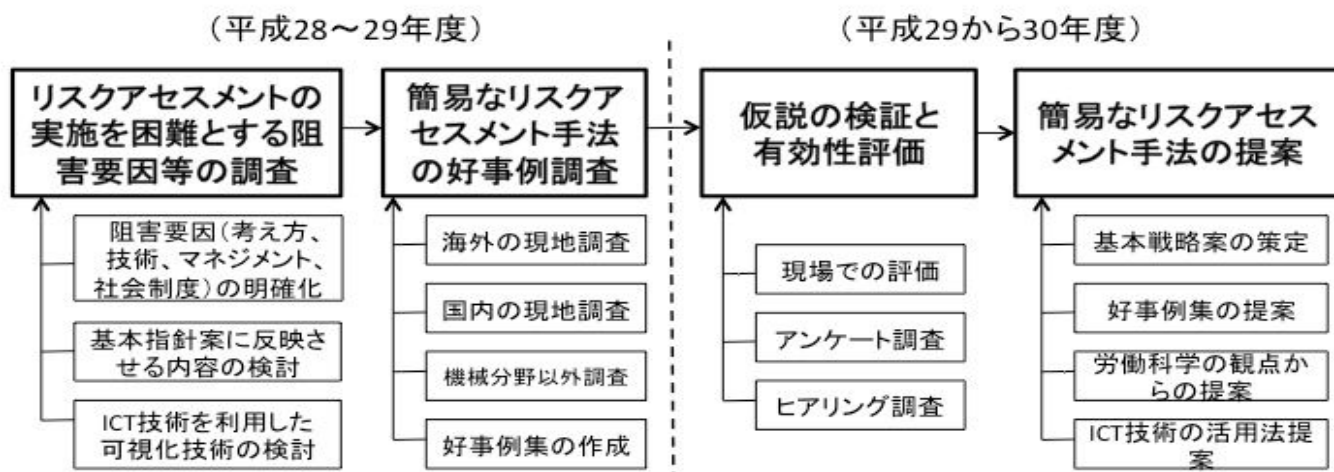 （平成28～29年度）
（平成29から30年度）
リスクアセスメントの
実施を困難とする阻
害要因等の調査
簡易なリスクア
セスメント手法
の好事例調査
仮説の検証と
有効性評価
簡易なリスクアセス
メント手法の提案
阻害要因（考え方、
技術、マネジメント、
社会制度）の明確化
基本指針案に反映さ
せる内容の検討
ICT技術を利用した
可視化技術の検討
海外の現地調査
国内の現地調査
機械分野以外調査
好事例集の作成
現場での評価
アンケート調査
ヒアリング調査
基本戦略案の策定
好事例集の提案
労働科学の観点か
らの提案
ICT技術の活用法提
案